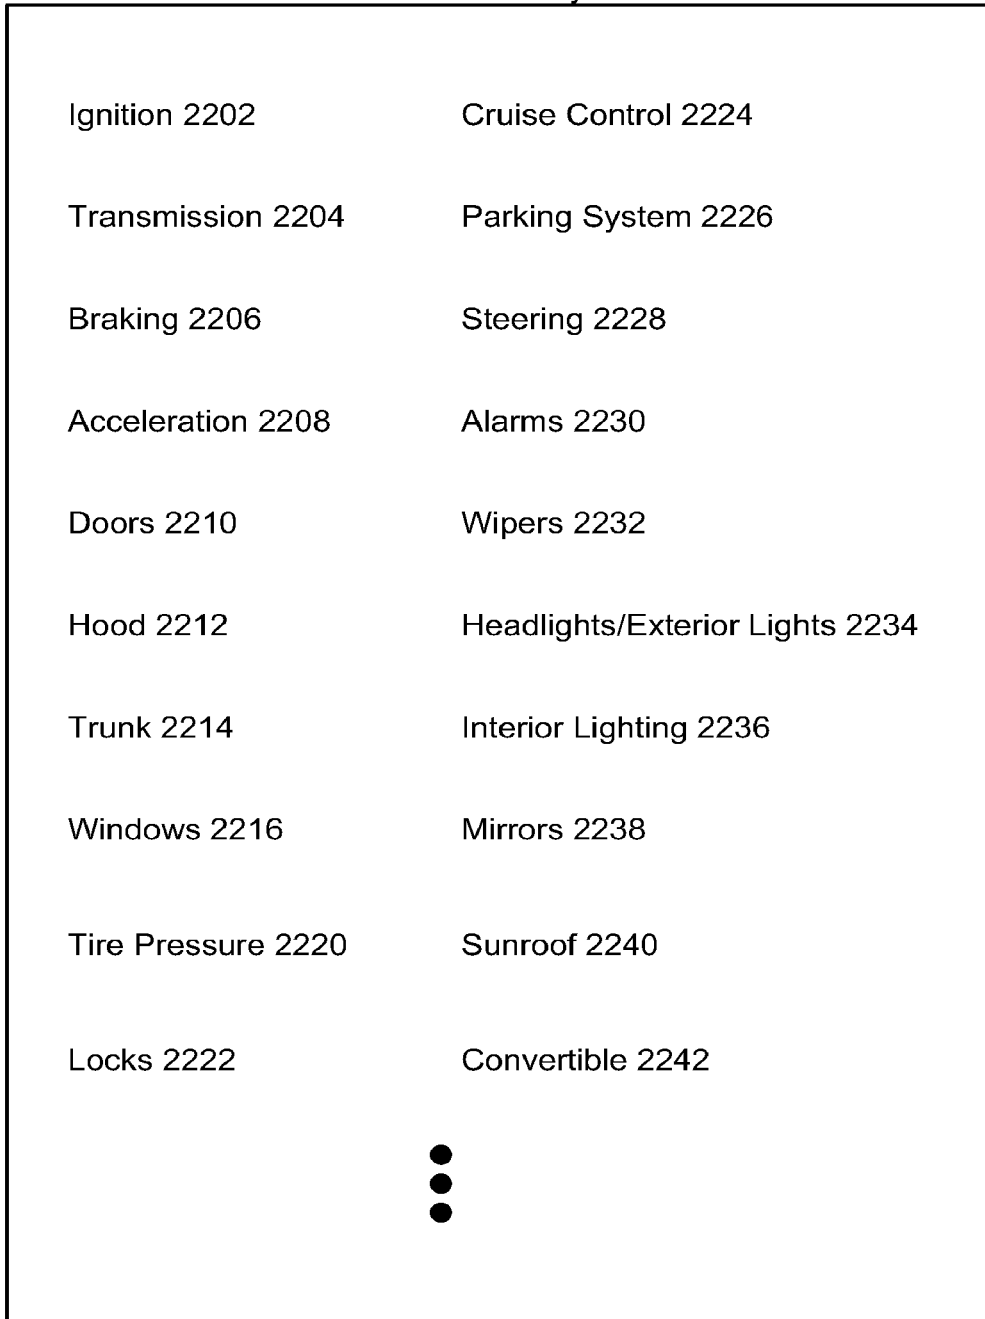 Ignition 2202
Transmission 2204
Braking 2206
Acceleration 2208
Doors 2210
Hood 2212
Trunk 2214
Windows 2216
Tire Pressure 2220
Locks 2222
Cruise Control 2224
Parking System 2226
Steering 2228
Alarms 2230
Wipers 2232
Headlights/Exterior Lights 2234
Interior Lighting 2236
Mirrors 2238
Sunroof 2240
Convertible 2242